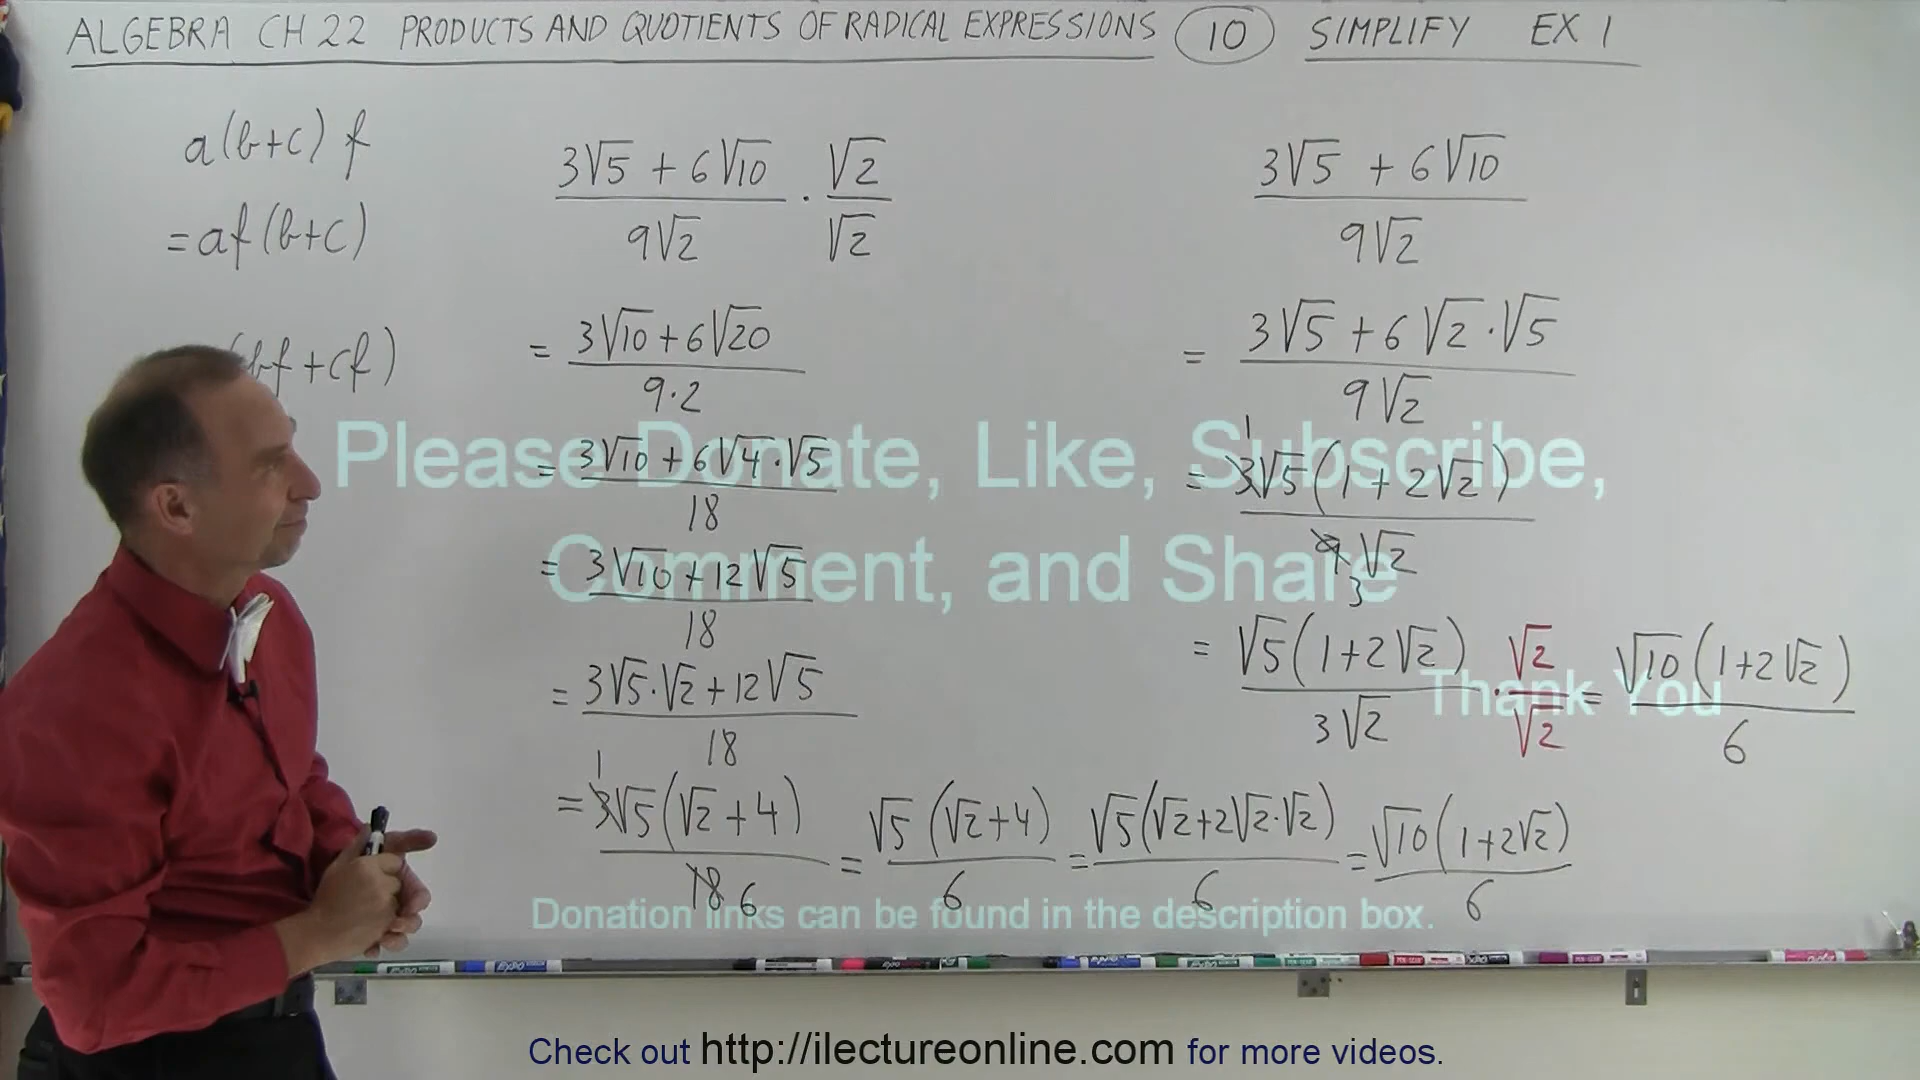 ALGEBRA CH 22 PRODUCTS AND QUOTIENTS OF RADICAL EXPRESSIONS (10) SIMPLIFY EX 1
a(b+c) f
= af(b+c)
(bf+cf)
(3√5 + 6√10)/(9√2) · √2/√2
= (3√10 + 6√20)/(9·2)
= (3√10 + 6√4·√5)/18
= (3√10 + 12√5)/18
= (3√5·√2 + 12√5)/18
= 1 3√5(√2+4)/18 6 = √5(√2+4)/6 = √5(√2+2√2·√2)/6 = √10(1+2√2)/6
(3√5 + 6√10)/(9√2)
= (3√5 + 6√2·√5)/(9√2)
= 1 3√5(1+2√2)/(9√2) 3
= √5(1+2√2)/(3√2) · √2/√2 = √10(1+2√2)/6
Please Donate, Like, Subscribe,
Comment, and Share
Thank You
Donation links can be found in the description box.
EXPO EXPO
Check out http://ilectureonline.com for more videos.